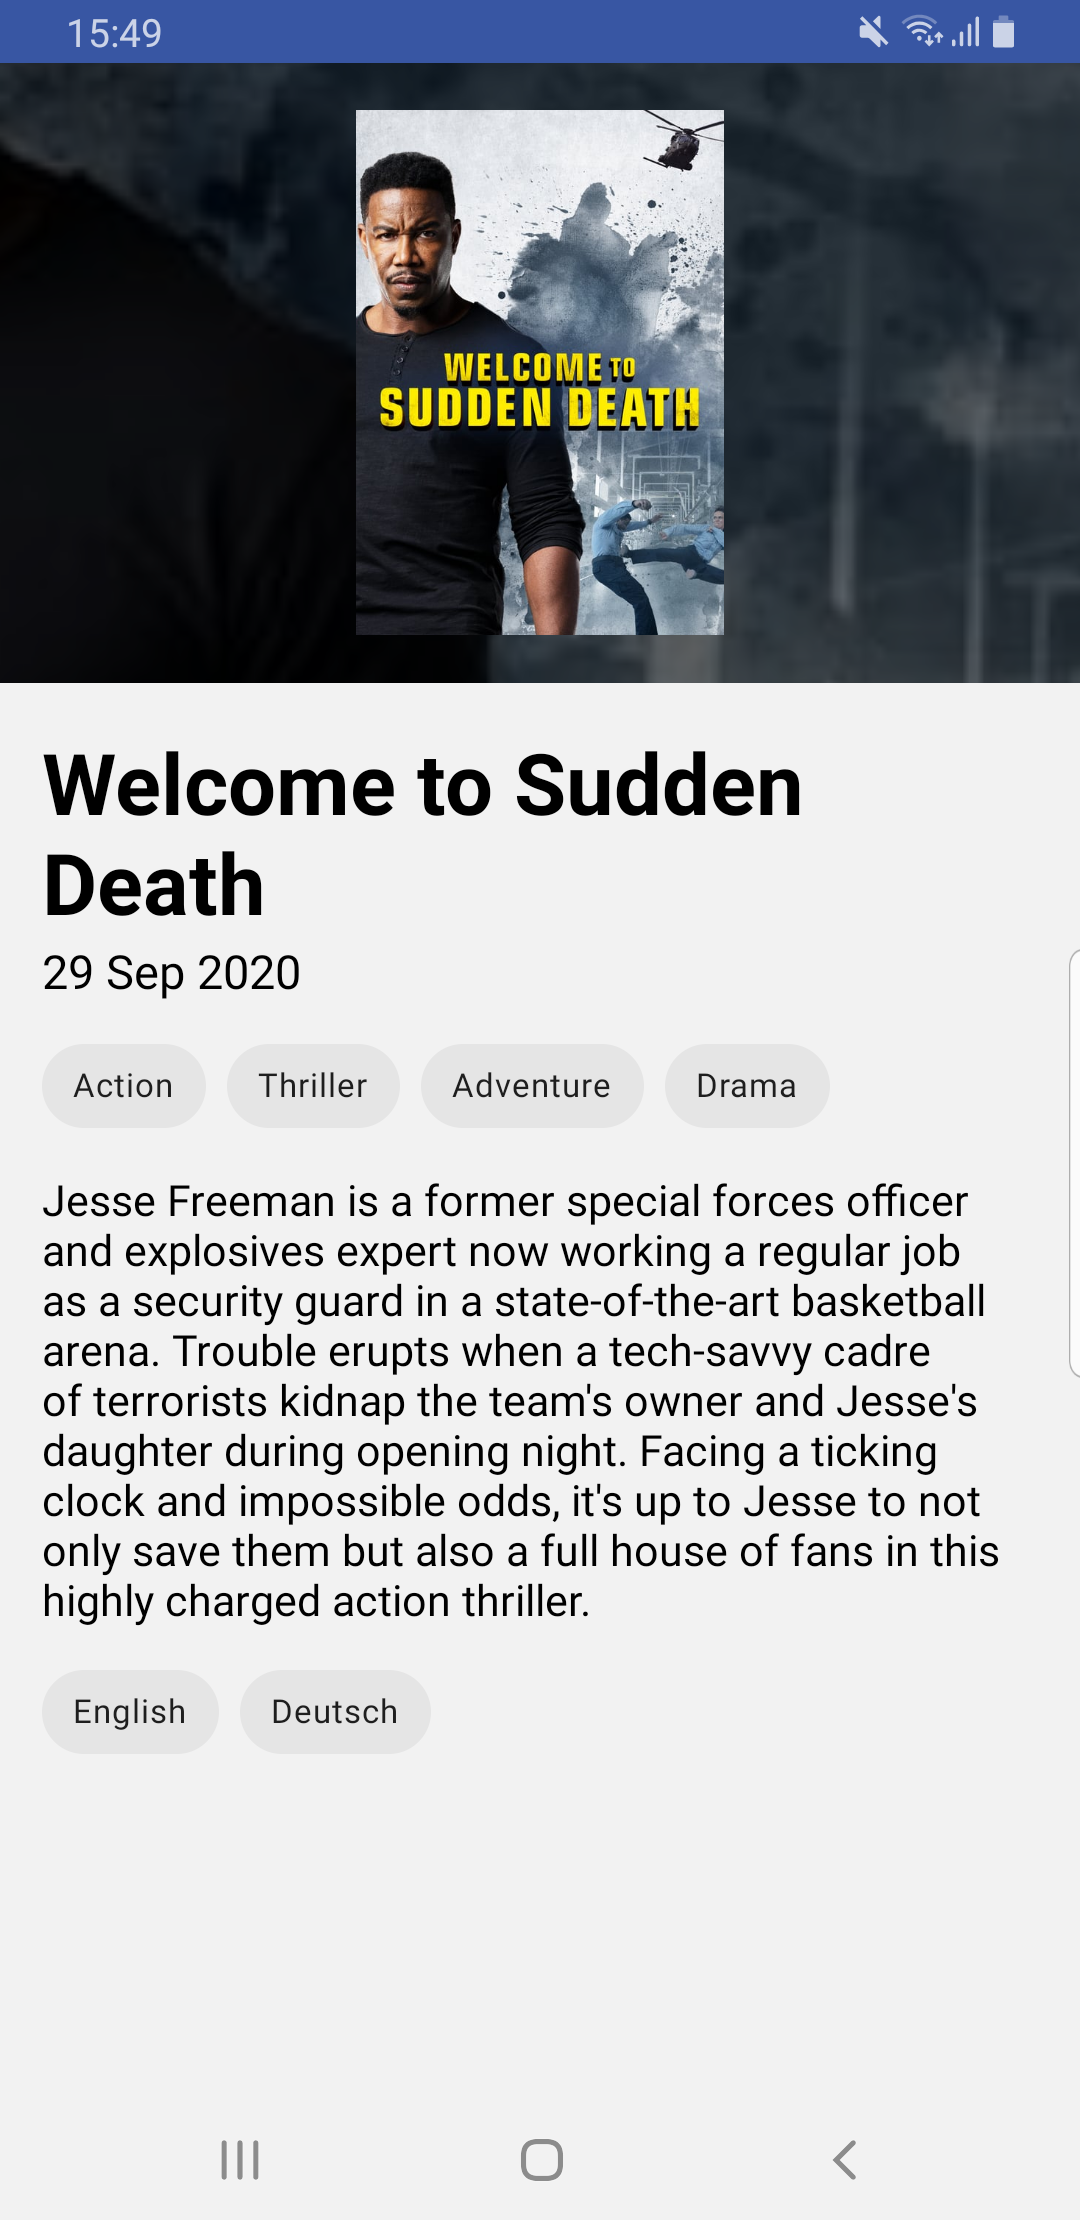 15:49
WELCOME TO
SUDDEN DEATH
Welcome to Sudden
Death
29 Sep 2020
Action Thriller Adventure Drama
Jesse Freeman is a former special forces officer
and explosives expert now working a regular job
as a security guard in a state-of-the-art basketball
arena. Trouble erupts when a tech-savvy cadre
of terrorists kidnap the team's owner and Jesse's
daughter during opening night. Facing a ticking
clock and impossible odds, it's up to Jesse to not
only save them but also a full house of fans in this
highly charged action thriller.
English Deutsch